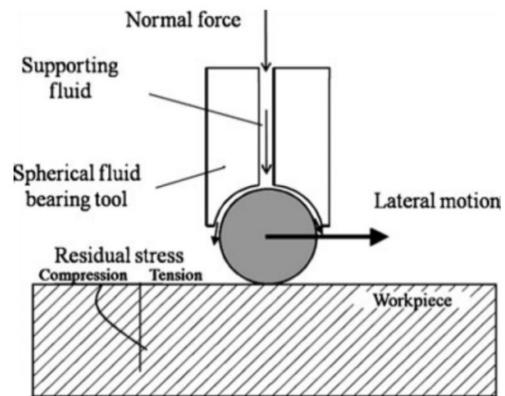 Normal force
Supporting
fluid
Spherical fluid
bearing tool
Lateral motion
Residual stress
Compression
Tension
Workpiece